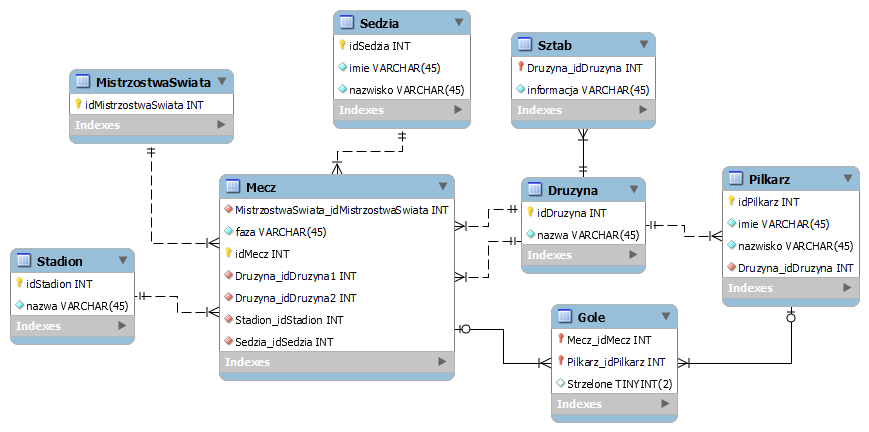 Sedzia
idSedzia INT
imie VARCHAR(45)
nazwisko VARCHAR(45)
Indexes
Sztab
Druzyna_idDruzyna INT
informacja VARCHAR(45)
Indexes
MistrzostwaSwiata
idMistrzostwaSwiata INT
Indexes
Mecz
MistrzostwaSwiata_idMistrzostwaSwiata INT
faza VARCHAR(45)
idMecz INT
Druzyna_idDruzyna1 INT
Druzyna_idDruzyna2 INT
Stadion_idStadion INT
Sedzia_idSedzia INT
Indexes
Druzyna
idDruzyna INT
nazwa VARCHAR(45)
Indexes
Pilkarz
idPilkarz INT
imie VARCHAR(45)
nazwisko VARCHAR(45)
Druzyna_idDruzyna INT
Indexes
Stadion
idStadion INT
nazwa VARCHAR(45)
Indexes
Gole
Mecz_idMecz INT
Pilkarz_idPilkarz INT
Strzelone TINYINT(2)
Indexes